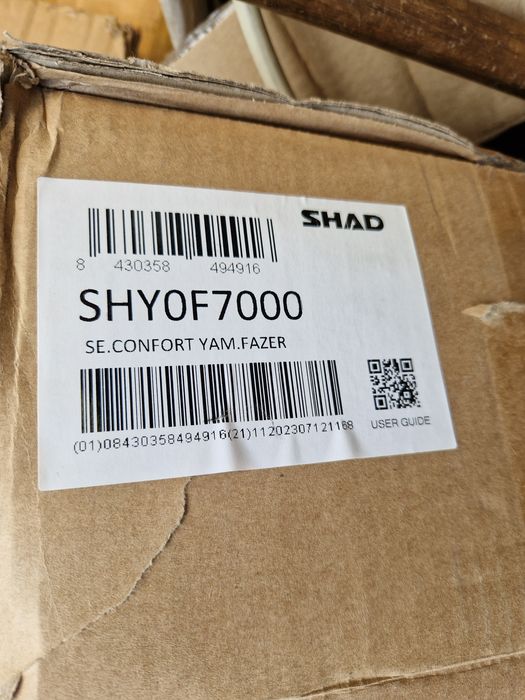 SHAD
8 430358 494916
SHY0F7000
SE.CONFORT YAM.FAZER
(01)08430358494916(21)11202307121168
USER GUIDE